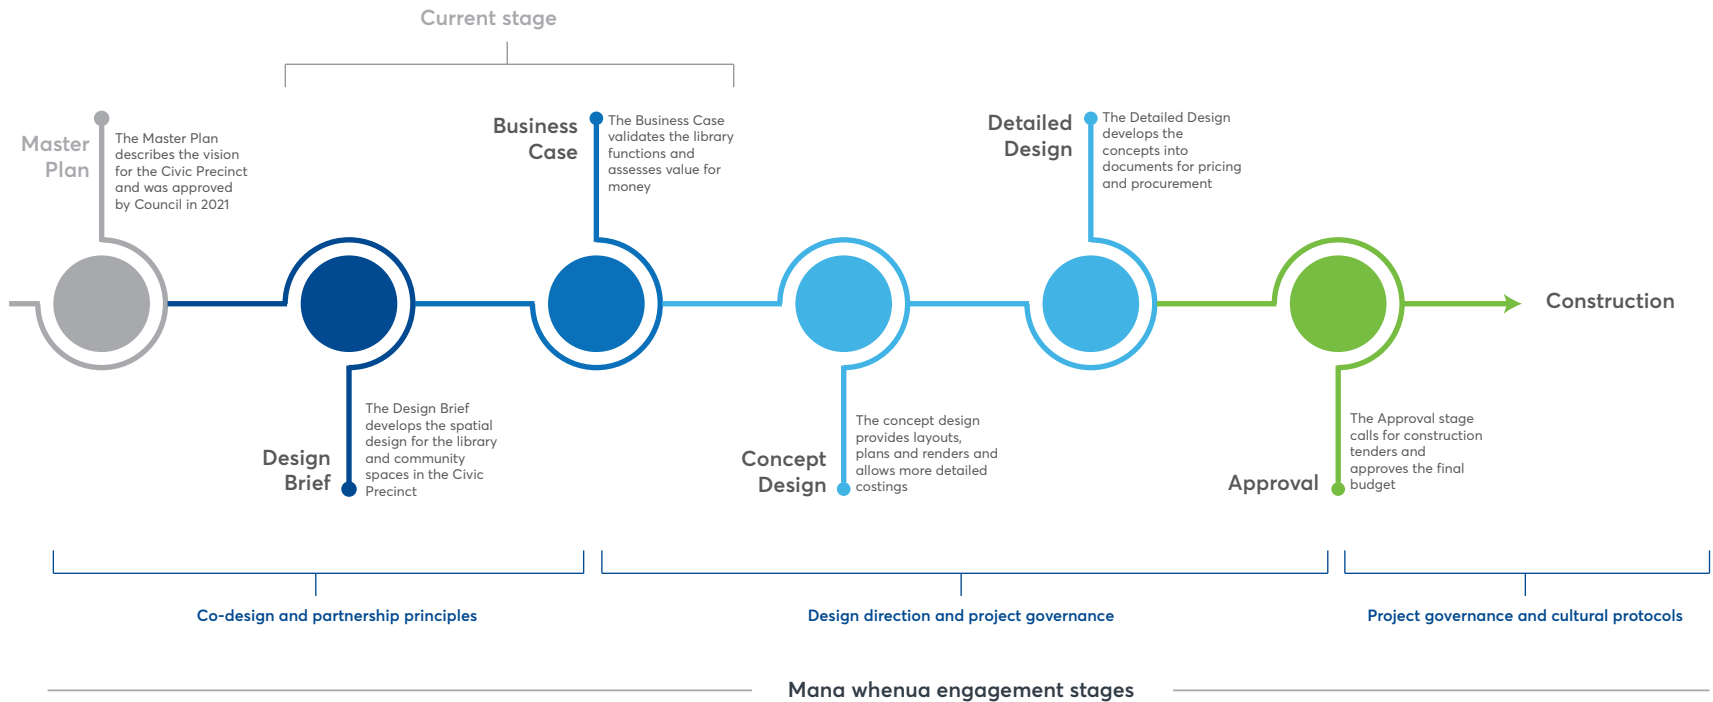 Current stage
Master
Plan
The Master Plan
describes the vision
for the Civic Precinct
and was approved
by Council in 2021
Business
Case
The Business Case
validates the library
functions and
assesses value for
money
Detailed
Design
The Detailed Design
develops the
concepts into
documents for pricing
and procurement
Construction
Design
Brief
The Design Brief
develops the spatial
design for the library
and community
spaces in the Civic
Precinct
Concept
Design
The concept design
provides layouts,
plans and renders and
allows more detailed
costings
Approval
The Approval stage
calls for construction
tenders and
approves the final
budget
Co-design and partnership principles
Design direction and project governance
Project governance and cultural protocols
Mana whenua engagement stages